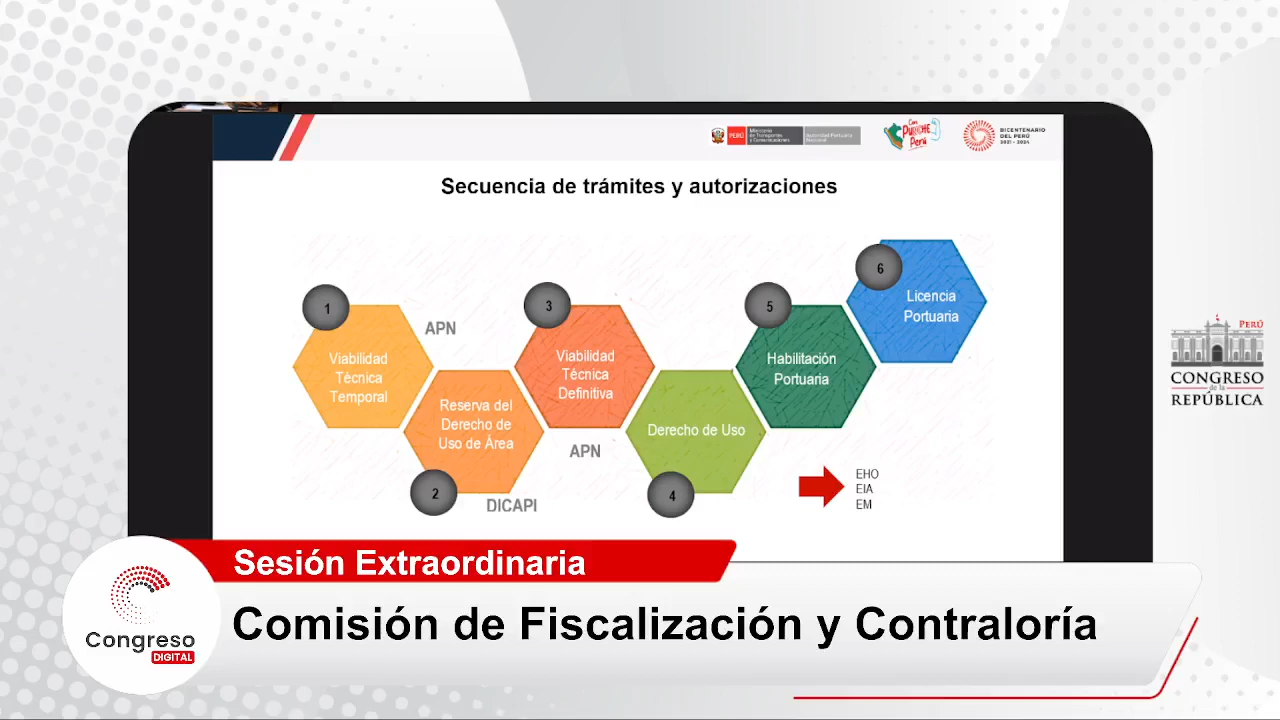 PERÚ
Ministerio
de Transportes
y Comunicaciones
Autoridad Portuaria
Nacional
Con
PUNCHE
Perú
BICENTENARIO
DEL PERÚ
2021 - 2024
Secuencia de trámites y autorizaciones
1
Viabilidad
Técnica
Temporal
APN
2
Reserva del
Derecho de
Uso de Área
DICAPI
3
Viabilidad
Técnica
Definitiva
APN
4
Derecho de Uso
5
Habilitación
Portuaria
6
Licencia
Portuaria
EHO
EIA
EM
PERÚ
CONGRESO
de la
REPÚBLICA
Sesión Extraordinaria
Comisión de Fiscalización y Contraloría
Congreso
DIGITAL